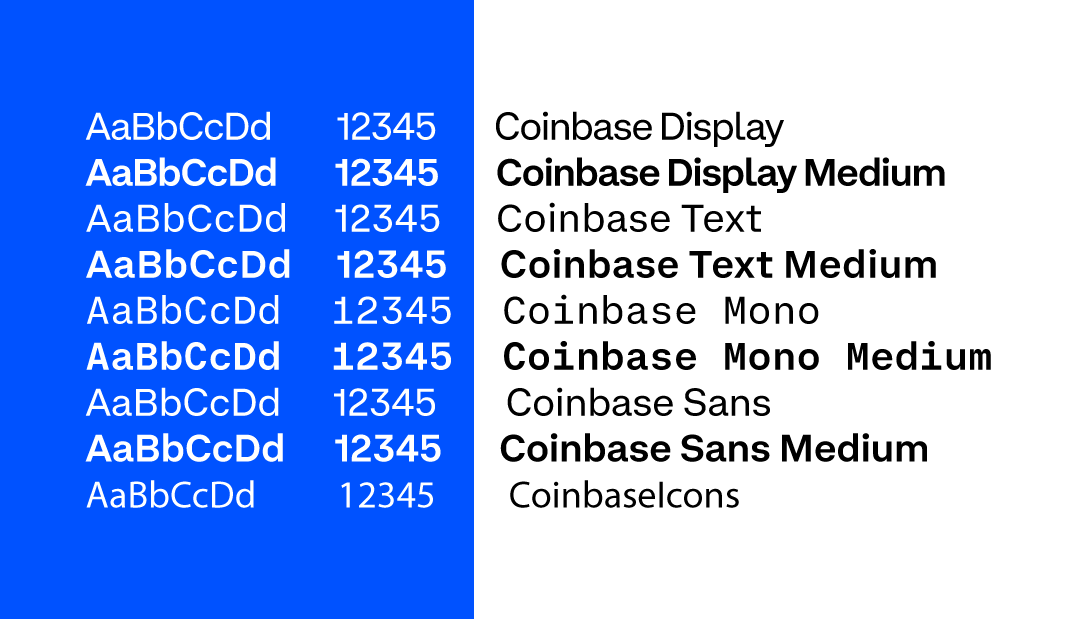 AaBbCcDd 12345 Coinbase Display
AaBbCcDd 12345 Coinbase Display Medium
AaBbCcDd 12345 Coinbase Text
AaBbCcDd 12345 Coinbase Text Medium
AaBbCcDd 12345 Coinbase Mono
AaBbCcDd 12345 Coinbase Mono Medium
AaBbCcDd 12345 Coinbase Sans
AaBbCcDd 12345 Coinbase Sans Medium
AaBbCcDd 12345 CoinbaseIcons